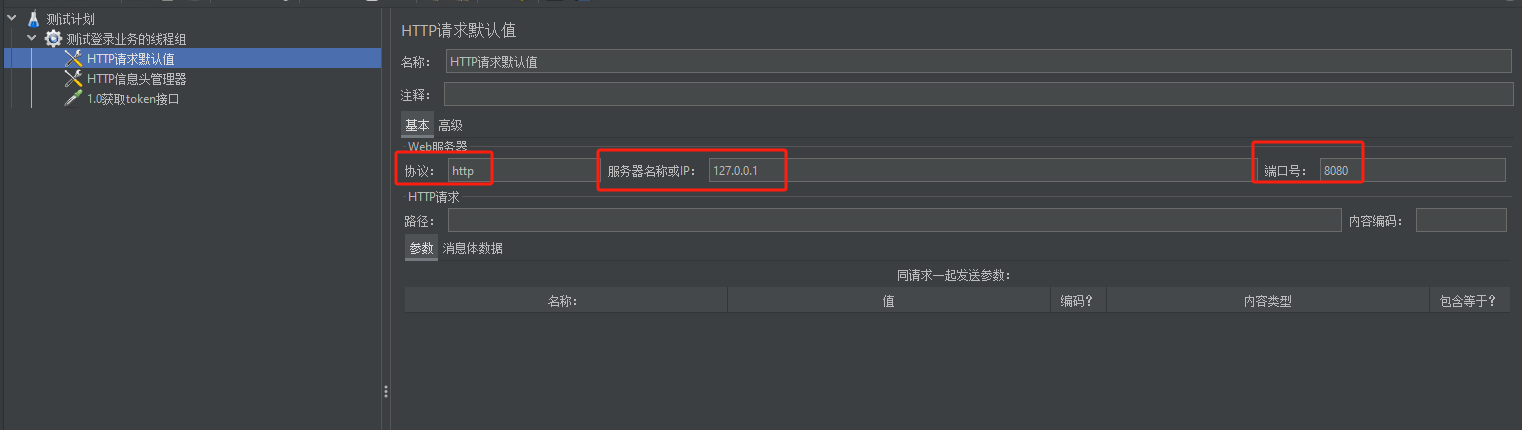 测试计划
测试登录业务的线程组
HTTP请求默认值
HTTP信息头管理器
1.0获取token接口
HTTP请求默认值
名称： HTTP请求默认值
注释：
基本 高级
Web服务器
协议： http 服务器名称或IP： 127.0.0.1 端口号： 8080
HTTP请求
路径： 内容编码：
参数 消息体数据
同请求一起发送参数：
名称： 值 编码？ 内容类型 包含等于？